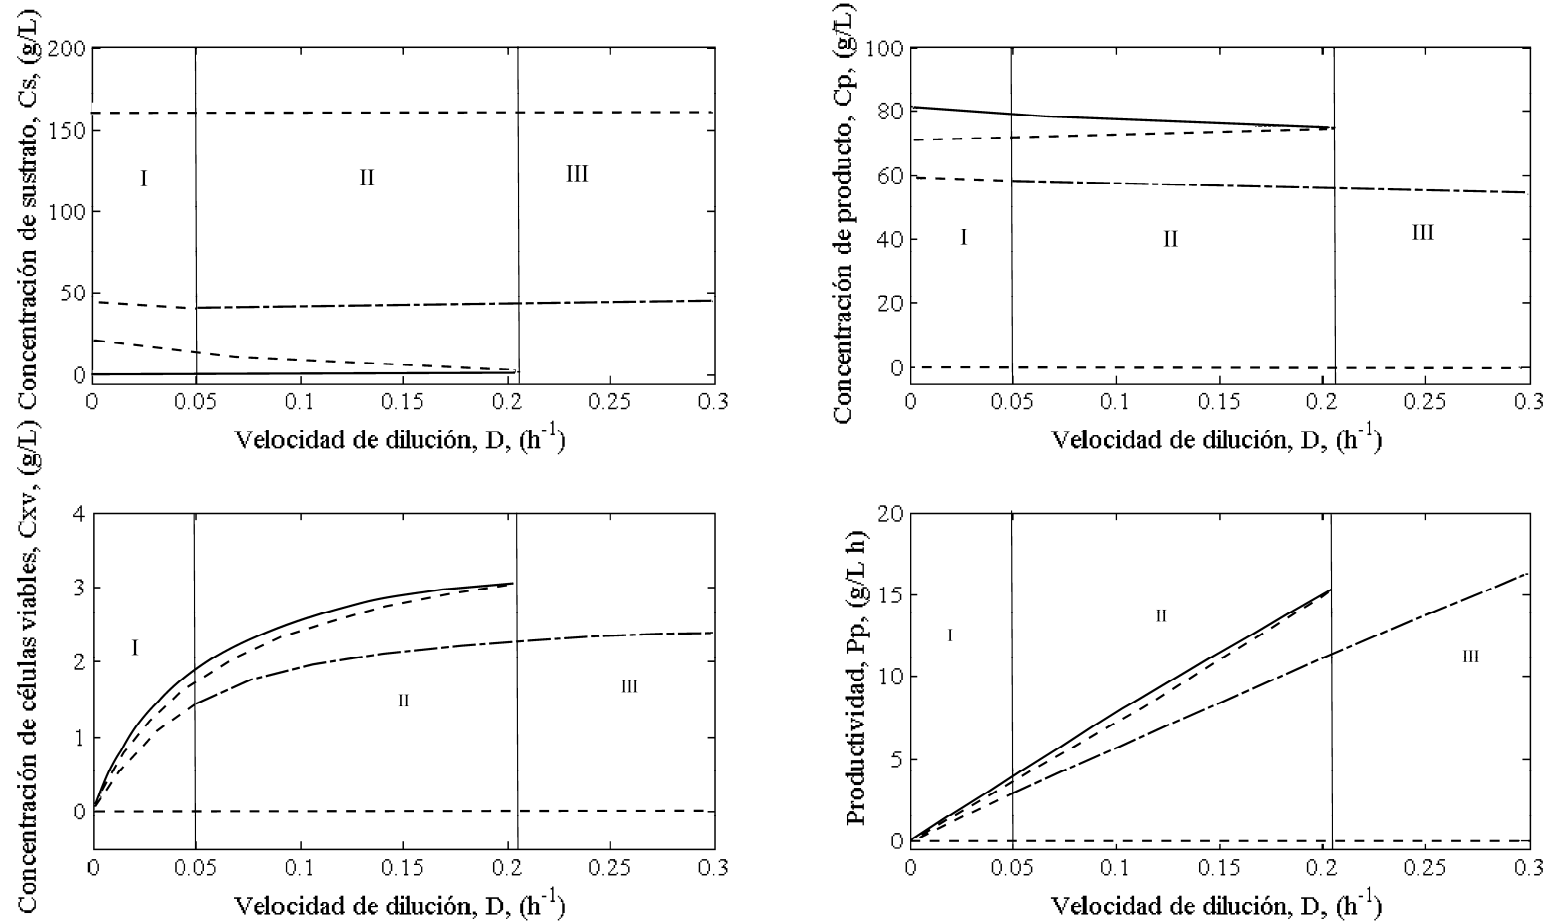 Concentración de sustrato, Cs, (g/L)
200
150
100
50
0
I
II
III
0
0.05
0.1
0.15
0.2
0.25
0.3
Velocidad de dilución, D, (h-1)
Concentración de producto, Cp, (g/L)
100
80
60
40
20
0
I
II
III
0
0.05
0.1
0.15
0.2
0.25
0.3
Velocidad de dilución, D, (h-1)
Concentración de células viables, Cxv, (g/L)
4
3
2
1
0
I
II
III
0
0.05
0.1
0.15
0.2
0.25
0.3
Velocidad de dilución, D, (h-1)
Productividad, Pp, (g/L h)
20
15
10
5
0
I
II
III
0
0.05
0.1
0.15
0.2
0.25
0.3
Velocidad de dilución, D, (h-1)